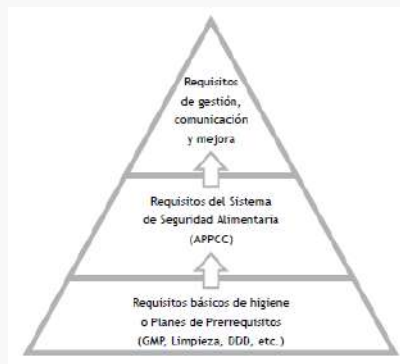 Requisitos
de gestión,
comunicación
y mejora
Requisitos del Sistema
de Seguridad Alimentaria
(APPCC)
Requisitos básicos de higiene
o Planes de Prerrequisitos
(GMP, Limpieza, DDD, etc.)